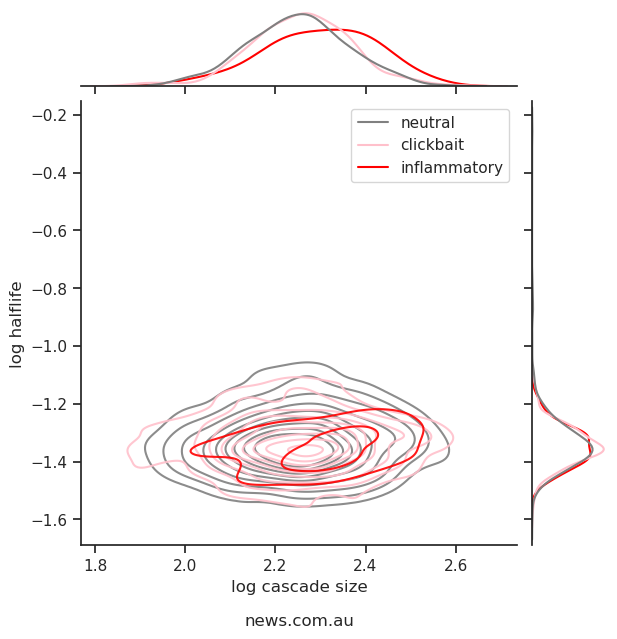 neutral
clickbait
inflammatory
−0.2
−0.4
−0.6
−0.8
−1.0
−1.2
−1.4
−1.6
log halflife
1.8 2.0 2.2 2.4 2.6
log cascade size
news.com.au